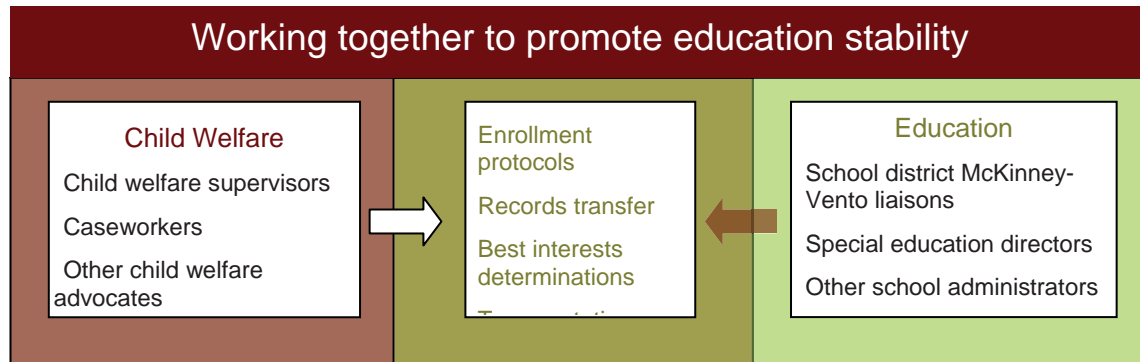 Working together to promote education stability
Child Welfare
Child welfare supervisors
Caseworkers
Other child welfare
advocates
Enrollment
protocols
Records transfer
Best interests
determinations
Education
School district McKinney-
Vento liaisons
Special education directors
Other school administrators